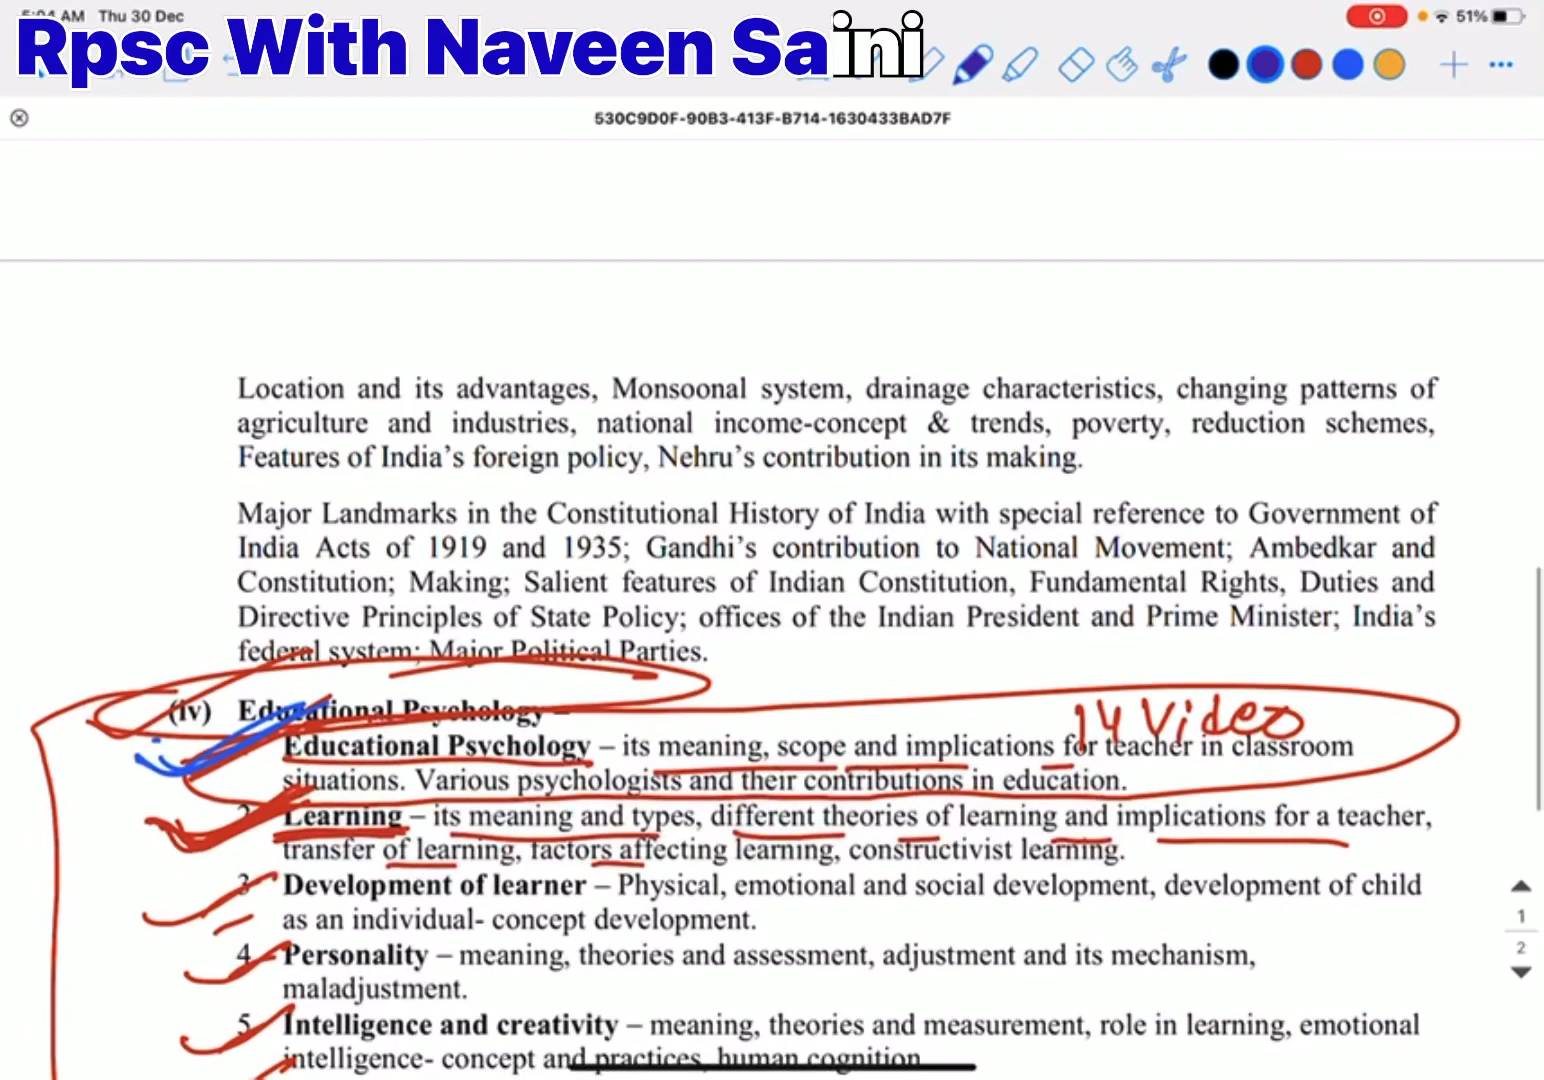 5:04 AM Thu 30 Dec
51%
Rpsc With Naveen Saini
530C9D0F-90B3-413F-B714-1630433BAD7F
Location and its advantages, Monsoonal system, drainage characteristics, changing patterns of
agriculture and industries, national income-concept & trends, poverty, reduction schemes,
Features of India's foreign policy, Nehru's contribution in its making.
Major Landmarks in the Constitutional History of India with special reference to Government of
India Acts of 1919 and 1935; Gandhi's contribution to National Movement; Ambedkar and
Constitution; Making; Salient features of Indian Constitution, Fundamental Rights, Duties and
Directive Principles of State Policy; offices of the Indian President and Prime Minister; India's
federal system; Major Political Parties.
(iv) Educational Psychology –
14 Video
Educational Psychology – its meaning, scope and implications for teacher in classroom
situations. Various psychologists and their contributions in education.
2 Learning – its meaning and types, different theories of learning and implications for a teacher,
transfer of learning, factors affecting learning, constructivist learning.
3 Development of learner – Physical, emotional and social development, development of child
as an individual- concept development.
4 Personality – meaning, theories and assessment, adjustment and its mechanism,
maladjustment.
5 Intelligence and creativity – meaning, theories and measurement, role in learning, emotional
intelligence- concept and practices, human cognition
1
2